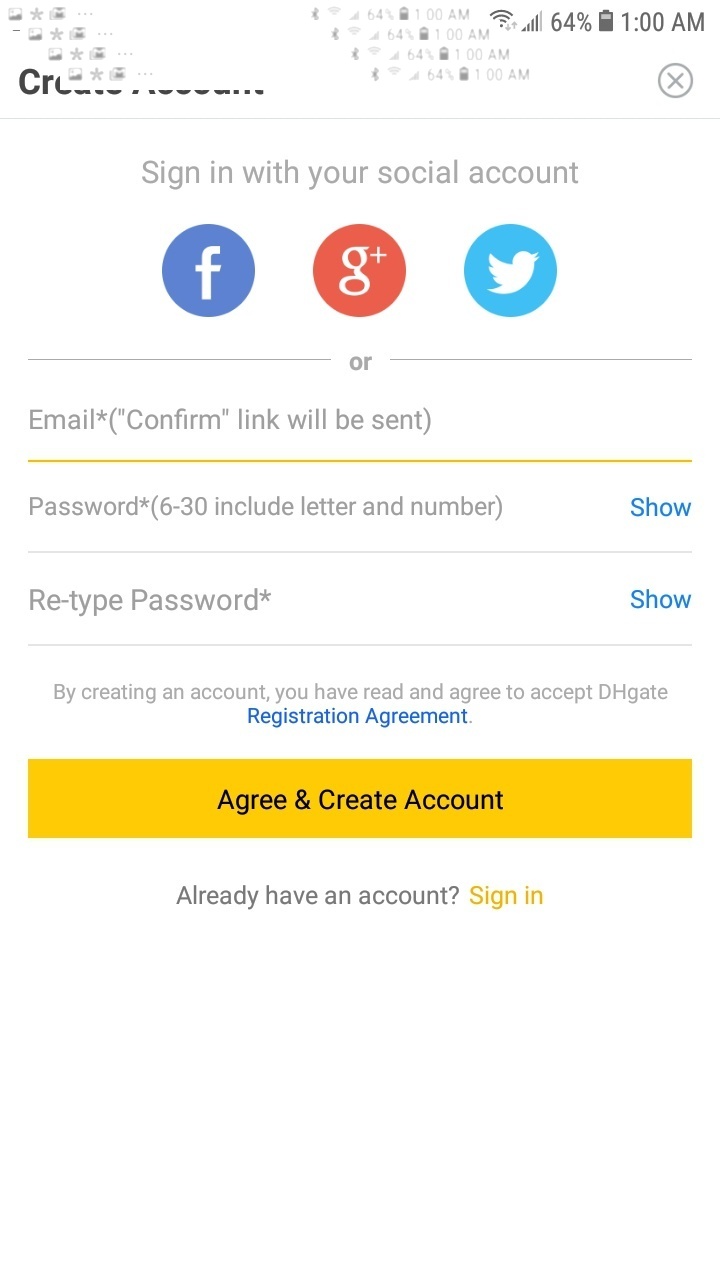 64% 1:00 AM
64% 1:00 AM
64% 1:00 AM
64% 1:00 AM
64% 1:00 AM
Create Account
Sign in with your social account
f g+
or
Email*("Confirm" link will be sent)
Password*(6-30 include letter and number) Show
Re-type Password* Show
By creating an account, you have read and agree to accept DHgate
Registration Agreement.
Agree & Create Account
Already have an account? Sign in